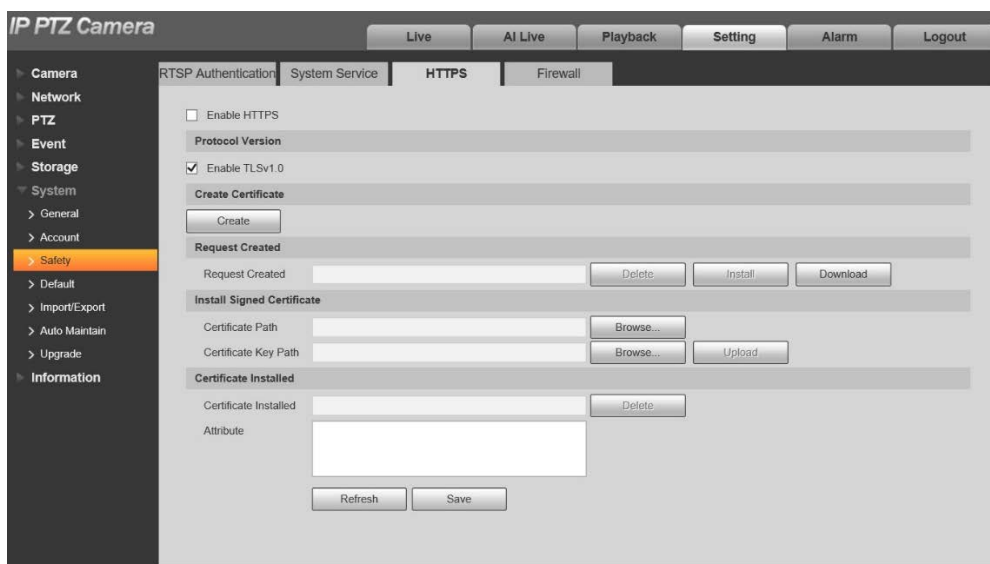 IP PTZ Camera
Live AI Live Playback Setting Alarm Logout
RTSP Authentication System Service HTTPS Firewall
Camera
Network
PTZ
Event
Storage
System
General
Account
Safety
Default
Import/Export
Auto Maintain
Upgrade
Information
Enable HTTPS
Protocol Version
Enable TLSv1.0
Create Certificate
Create
Request Created
Request Created Delete Install Download
Install Signed Certificate
Certificate Path Browse...
Certificate Key Path Browse... Upload
Certificate Installed
Certificate Installed Delete
Attribute
Refresh Save